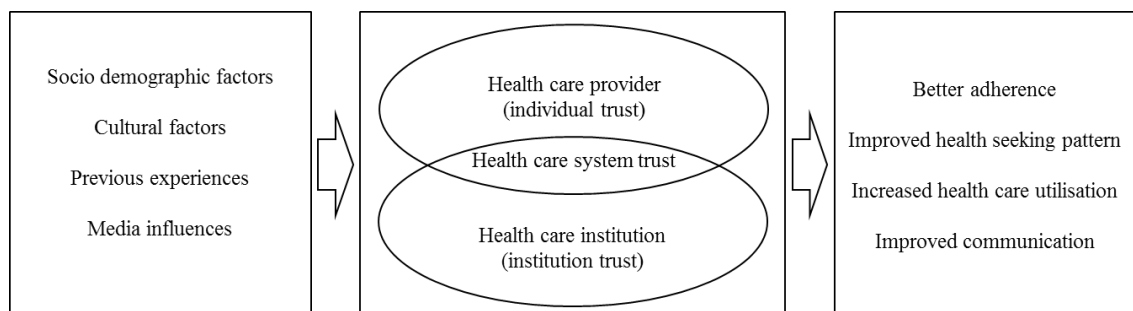 Socio demographic factors
Cultural factors
Previous experiences
Media influences
Health care provider
(individual trust)
Health care system trust
Health care institution
(institution trust)
Better adherence
Improved health seeking pattern
Increased health care utilisation
Improved communication